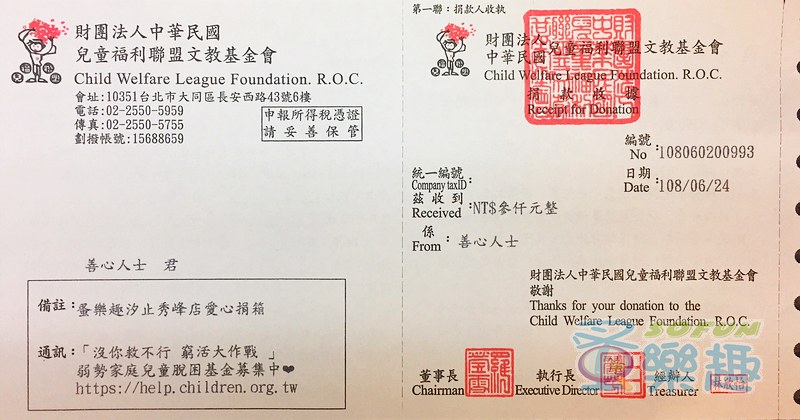 財團法人中華民國
兒童福利聯盟文教基金會
Child Welfare League Foundation. R.O.C.
會址:10351台北市大同區長安西路43號6樓
電話:02-2550-5959
傳真:02-2550-5755
劃撥帳號:15688659
申報所得稅憑證
請妥善保管
善心人士 君
備註:蚤樂趣汐止秀峰店愛心捐箱
通訊:「沒你救不行 窮活大作戰 」
弱勢家庭兒童脫困基金募集中❤
https://help.children.org.tw
第一聯:捐款人收執
財團法人
中華民國
兒童福利聯盟文教基金會
Child Welfare League Foundation. R.O.C.
捐款收據
Receipt for Donation
編號
No :108060200993
日期
Date :108/06/24
統一編號
Company taxID :
茲收到
Received :NT$參仟元整
係
From :善心人士
財團法人中華民國兒童福利聯盟文教基金會
敬謝
Thanks for your donation to the
Child Welfare League Foundation, R.O.C.
SOFUN
蚤樂趣
董事長
Chairman
執行長
Executive Director
經辦人
Treasurer
林欣怡